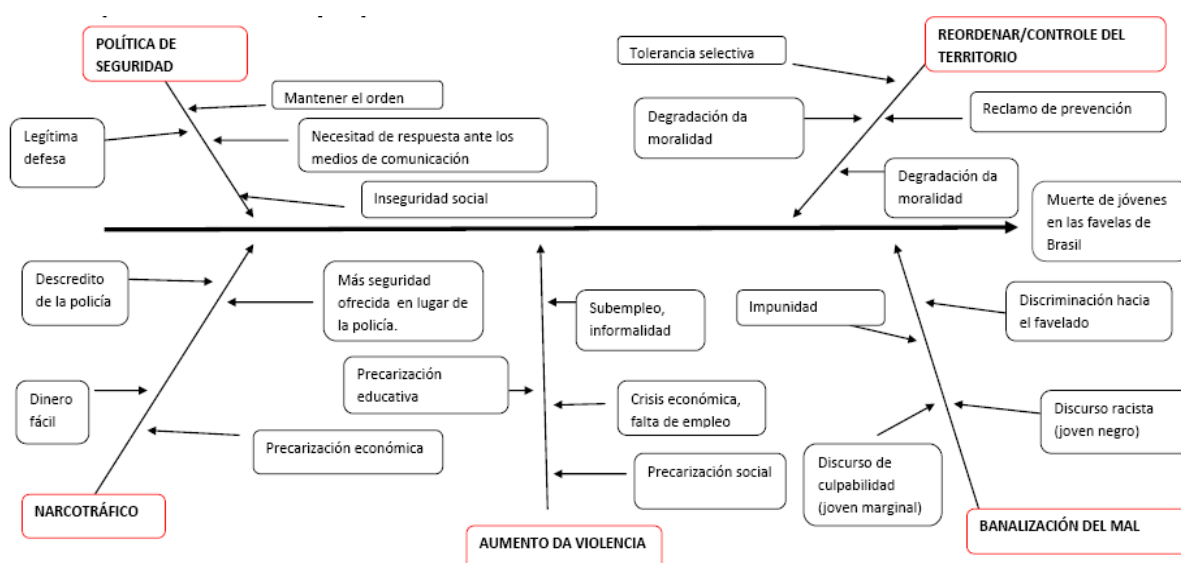 POLÍTICA DE
SEGURIDAD
REORDENAR/CONTROLE DEL
TERRITORIO
Tolerancia selectiva
Mantener el orden
Degradación da
moralidad
Reclamo de prevención
Legítima
defesa
Necesitad de respuesta ante los
medios de comunicación
Inseguridad social
Degradación da
moralidad
Muerte de jóvenes
en las favelas de
Brasil
Descredito
de la policía
Más seguridad
ofrecida en lugar de
la policía.
Subempleo,
informalidad
Impunidad
Discriminación hacia
el favelado
Precarización
educativa
Dinero
fácil
Crisis económica,
falta de empleo
Discurso racista
(joven negro)
Precarización económica
Precarización social
Discurso de
culpabilidad
(joven marginal)
NARCOTRÁFICO
AUMENTO DA VIOLENCIA
BANALIZACIÓN DEL MAL